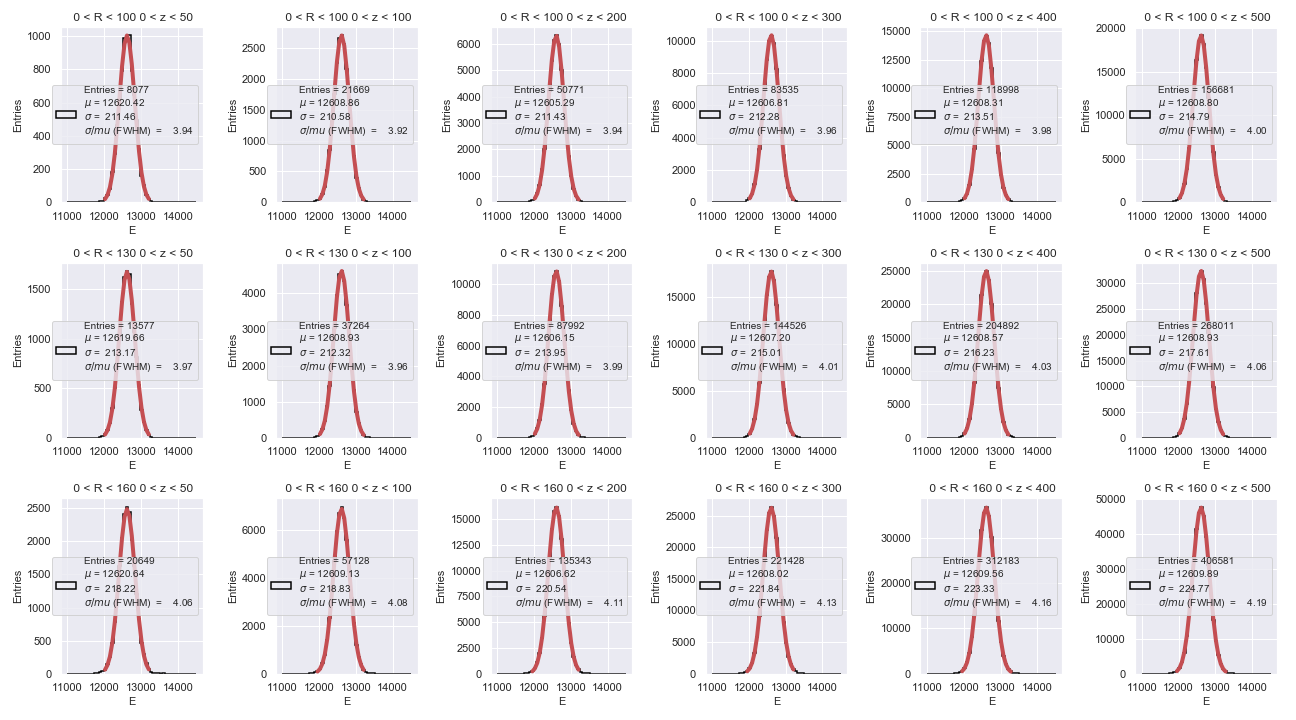 0 < R < 100 0 < z < 50
Entries
1000
800
600
400
200
0
Entries = 8077
μ = 12620.42
σ = 211.46
σ/mu (FWHM) = 3.94
11000 12000 13000 14000
E
0 < R < 100 0 < z < 100
Entries
2500
2000
1500
1000
500
0
Entries = 21669
μ = 12608.86
σ = 210.58
σ/mu (FWHM) = 3.92
11000 12000 13000 14000
E
0 < R < 100 0 < z < 200
Entries
6000
5000
4000
3000
2000
1000
0
Entries = 50771
μ = 12605.29
σ = 211.43
σ/mu (FWHM) = 3.94
11000 12000 13000 14000
E
0 < R < 100 0 < z < 300
Entries
10000
8000
6000
4000
2000
0
Entries = 83535
μ = 12606.81
σ = 212.28
σ/mu (FWHM) = 3.96
11000 12000 13000 14000
E
0 < R < 100 0 < z < 400
Entries
15000
12500
10000
7500
5000
2500
0
Entries = 118998
μ = 12608.31
σ = 213.51
σ/mu (FWHM) = 3.98
11000 12000 13000 14000
E
0 < R < 100 0 < z < 500
Entries
20000
15000
10000
5000
0
Entries = 156681
μ = 12608.80
σ = 214.79
σ/mu (FWHM) = 4.00
11000 12000 13000 14000
E
0 < R < 130 0 < z < 50
Entries
1500
1000
500
0
Entries = 13577
μ = 12619.66
σ = 213.17
σ/mu (FWHM) = 3.97
11000 12000 13000 14000
E
0 < R < 130 0 < z < 100
Entries
4000
3000
2000
1000
0
Entries = 37264
μ = 12608.93
σ = 212.32
σ/mu (FWHM) = 3.96
11000 12000 13000 14000
E
0 < R < 130 0 < z < 200
Entries
10000
8000
6000
4000
2000
0
Entries = 87992
μ = 12606.15
σ = 213.95
σ/mu (FWHM) = 3.99
11000 12000 13000 14000
E
0 < R < 130 0 < z < 300
Entries
15000
10000
5000
0
Entries = 144526
μ = 12607.20
σ = 215.01
σ/mu (FWHM) = 4.01
11000 12000 13000 14000
E
0 < R < 130 0 < z < 400
Entries
25000
20000
15000
10000
5000
0
Entries = 204892
μ = 12608.57
σ = 216.23
σ/mu (FWHM) = 4.03
11000 12000 13000 14000
E
0 < R < 130 0 < z < 500
Entries
30000
25000
20000
15000
10000
5000
0
Entries = 268011
μ = 12608.93
σ = 217.61
σ/mu (FWHM) = 4.06
11000 12000 13000 14000
E
0 < R < 160 0 < z < 50
Entries
2500
2000
1500
1000
500
0
Entries = 20649
μ = 12620.64
σ = 218.22
σ/mu (FWHM) = 4.06
11000 12000 13000 14000
E
0 < R < 160 0 < z < 100
Entries
6000
4000
2000
0
Entries = 57128
μ = 12609.13
σ = 218.83
σ/mu (FWHM) = 4.08
11000 12000 13000 14000
E
0 < R < 160 0 < z < 200
Entries
15000
12500
10000
7500
5000
2500
0
Entries = 135343
μ = 12606.62
σ = 220.54
σ/mu (FWHM) = 4.11
11000 12000 13000 14000
E
0 < R < 160 0 < z < 300
Entries
25000
20000
15000
10000
5000
0
Entries = 221428
μ = 12608.02
σ = 221.84
σ/mu (FWHM) = 4.13
11000 12000 13000 14000
E
0 < R < 160 0 < z < 400
Entries
30000
20000
10000
0
Entries = 312183
μ = 12609.56
σ = 223.33
σ/mu (FWHM) = 4.16
11000 12000 13000 14000
E
0 < R < 160 0 < z < 500
Entries
50000
40000
30000
20000
10000
0
Entries = 406581
μ = 12609.89
σ = 224.77
σ/mu (FWHM) = 4.19
11000 12000 13000 14000
E